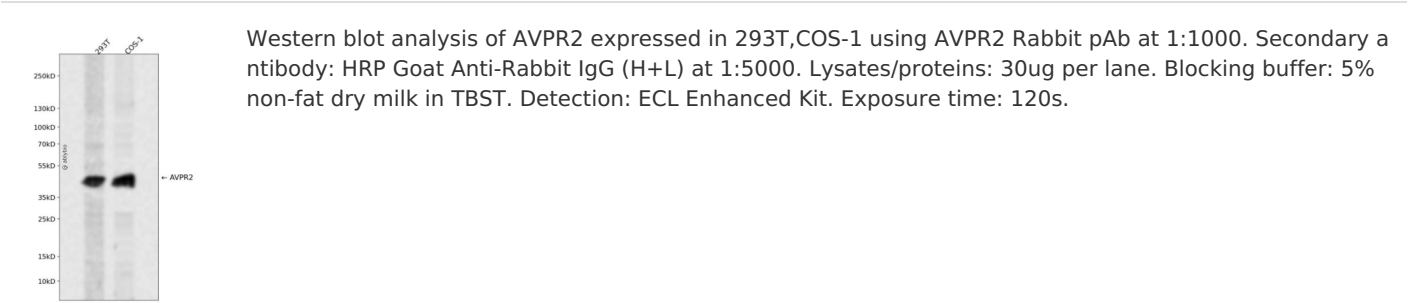 293T
COS-1
250kD
130kD
100kD
70kD
55kD
35kD
25kD
15kD
10kD
@ abybio
← AVPR2
Western blot analysis of AVPR2 expressed in 293T,COS-1 using AVPR2 Rabbit pAb at 1:1000. Secondary a
ntibody: HRP Goat Anti-Rabbit IgG (H+L) at 1:5000. Lysates/proteins: 30ug per lane. Blocking buffer: 5%
non-fat dry milk in TBST. Detection: ECL Enhanced Kit. Exposure time: 120s.